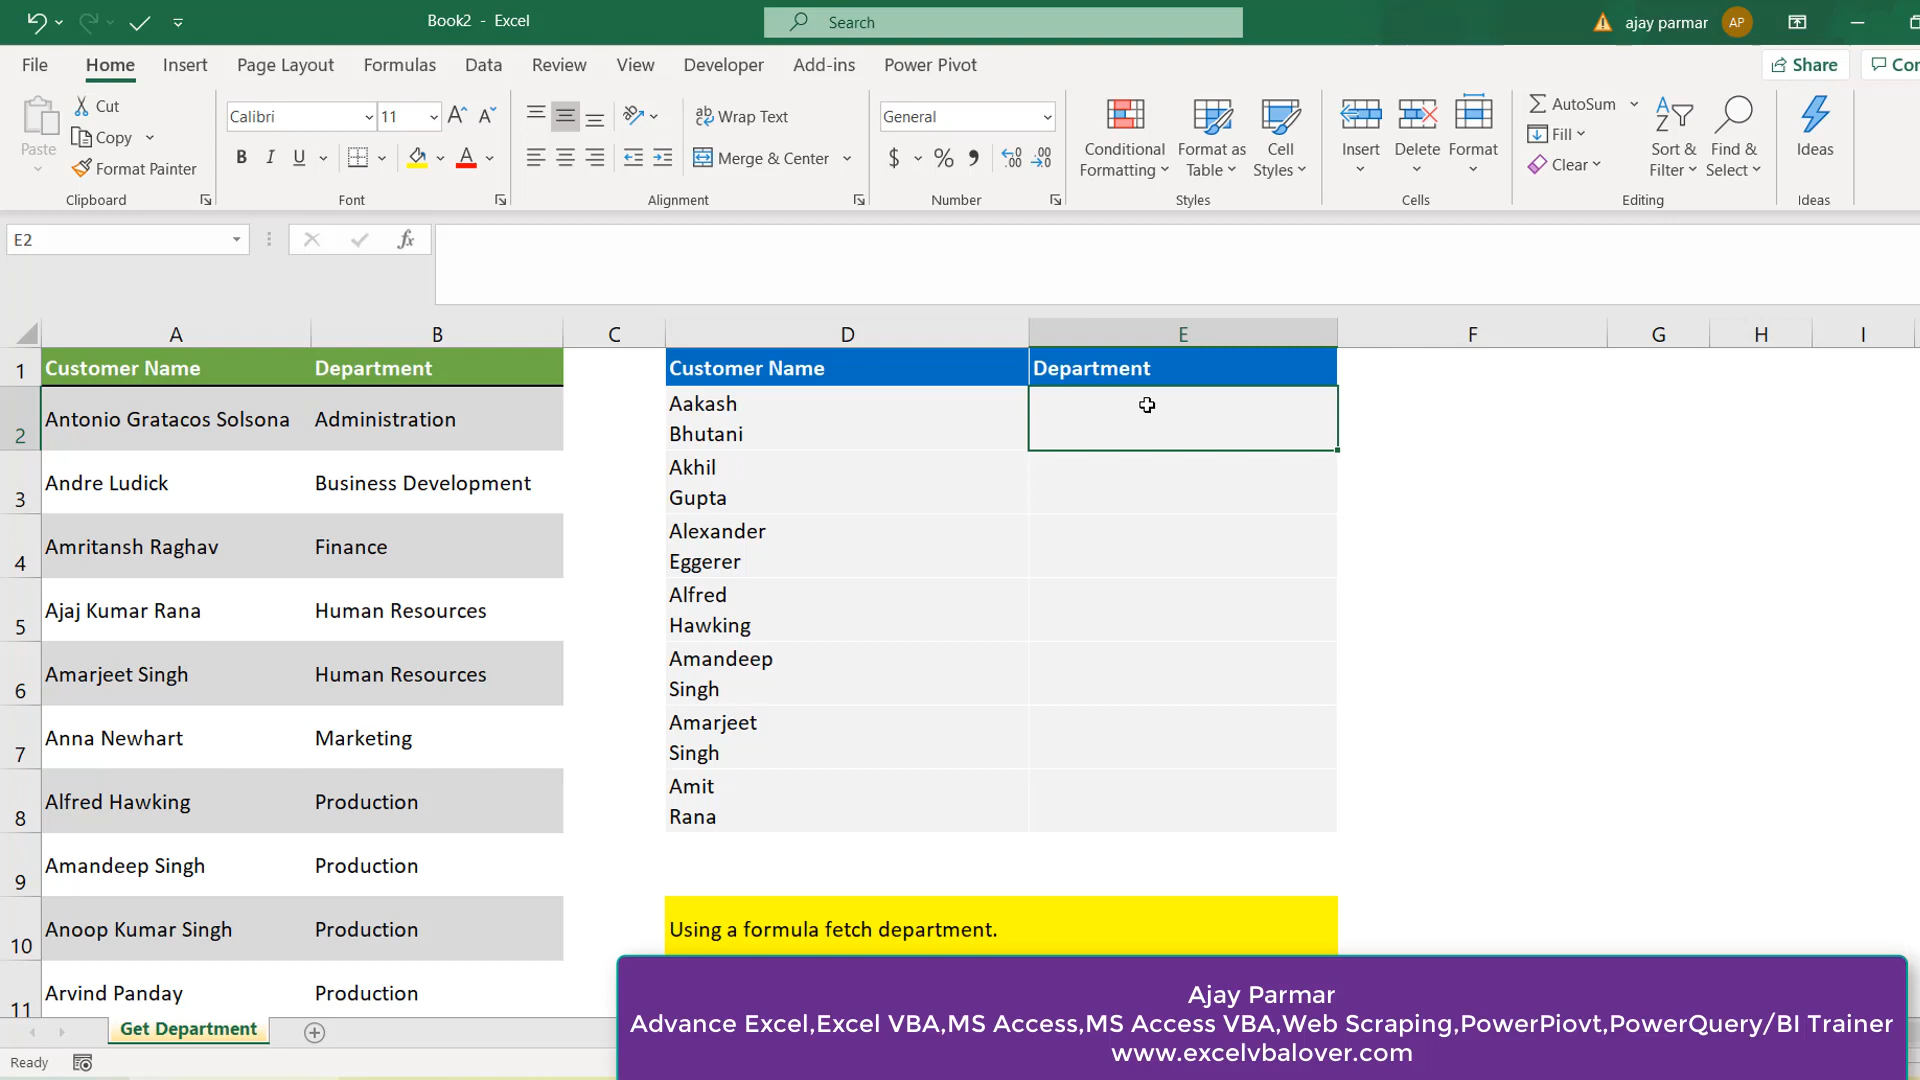 Book2 - Excel
Search
ajay parmar
AP
File Home Insert Page Layout Formulas Data Review View Developer Add-ins Power Pivot
Share
Paste
Cut
Copy
Format Painter
Clipboard
Calibri 11
B I U
Font
Wrap Text
Merge & Center
Alignment
General
$ % ,
Number
Conditional Formatting
Format as Table
Cell Styles
Styles
Insert Delete Format
Cells
AutoSum
Fill
Clear
Sort & Filter
Find & Select
Editing
Ideas
Ideas
E2
fx
A B C D E F G H I
1 Customer Name Department Customer Name Department
2 Antonio Gratacos Solsona Administration Aakash
Bhutani
3 Andre Ludick Business Development Akhil
Gupta
4 Amritansh Raghav Finance Alexander
Eggerer
5 Ajaj Kumar Rana Human Resources Alfred
Hawking
6 Amarjeet Singh Human Resources Amandeep
Singh
7 Anna Newhart Marketing Amarjeet
Singh
8 Alfred Hawking Production Amit
Rana
9 Amandeep Singh Production
10 Anoop Kumar Singh Production Using a formula fetch department.
11 Arvind Panday Production
Get Department
Ready
Ajay Parmar
Advance Excel,Excel VBA,MS Access,MS Access VBA,Web Scraping,PowerPiovt,PowerQuery/BI Trainer
www.excelvbalover.com